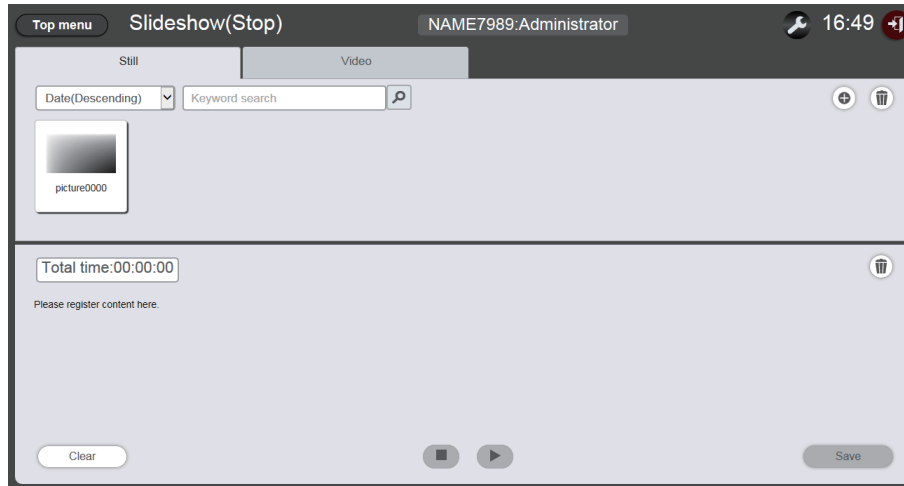 Top menu Slideshow(Stop) NAME7989:Administrator 16:49
Still Video
Date(Descending) Keyword search
picture0000
Total time:00:00:00
Please register content here.
Clear Save